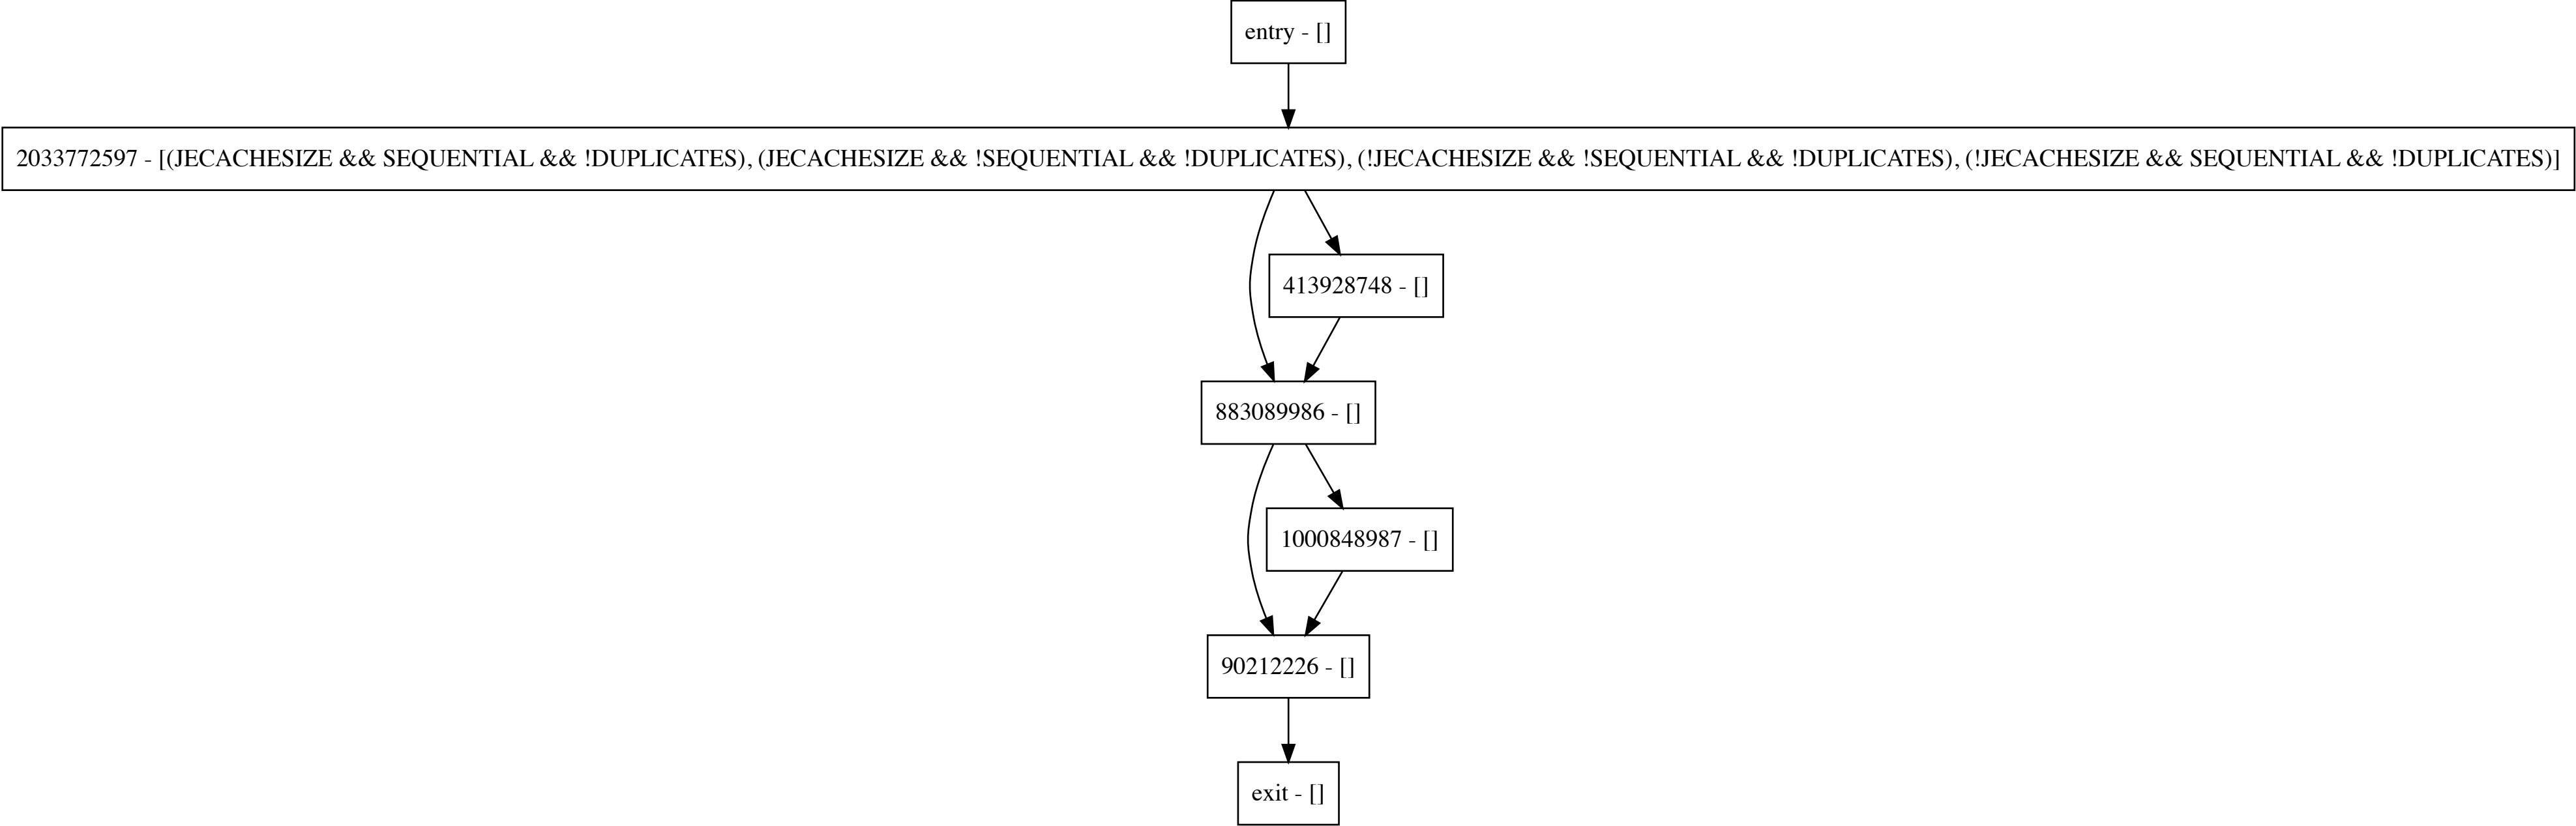 entry - []
2033772597 - [(JECACHESIZE && SEQUENTIAL && !DUPLICATES), (JECACHESIZE && !SEQUENTIAL && !DUPLICATES), (!JECACHESIZE && !SEQUENTIAL && !DUPLICATES), (!JECACHESIZE && SEQUENTIAL && !DUPLICATES)]
413928748 - []
883089986 - []
1000848987 - []
90212226 - []
exit - []